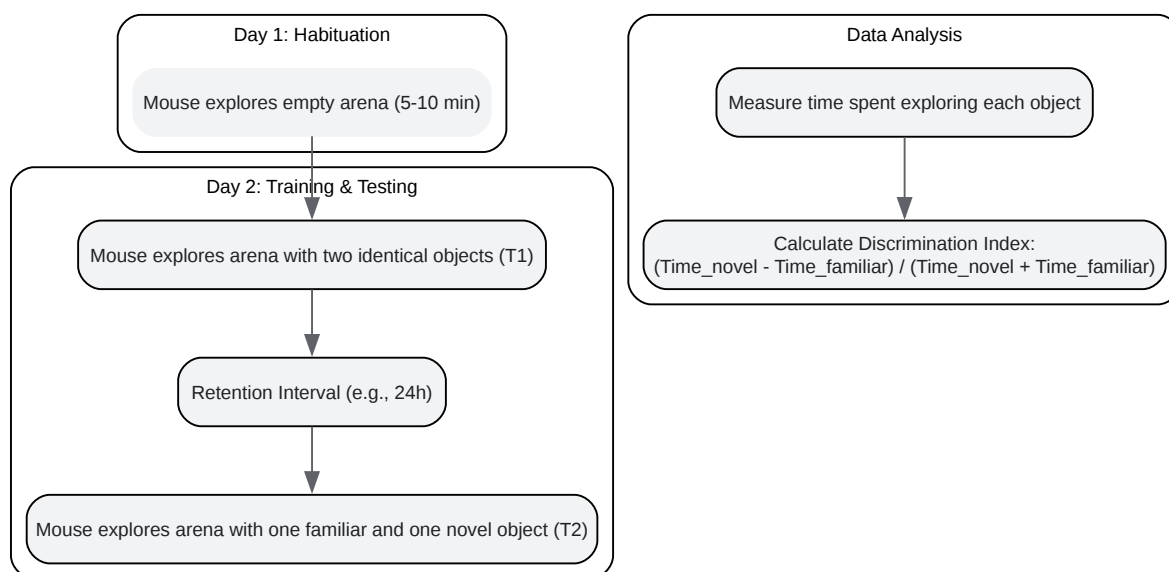 Day 1: Habituation
Mouse explores empty arena (5-10 min)
Day 2: Training & Testing
Mouse explores arena with two identical objects (T1)
Retention Interval (e.g., 24h)
Mouse explores arena with one familiar and one novel object (T2)
Data Analysis
Measure time spent exploring each object
Calculate Discrimination Index:
(Time_novel - Time_familiar) / (Time_novel + Time_familiar)